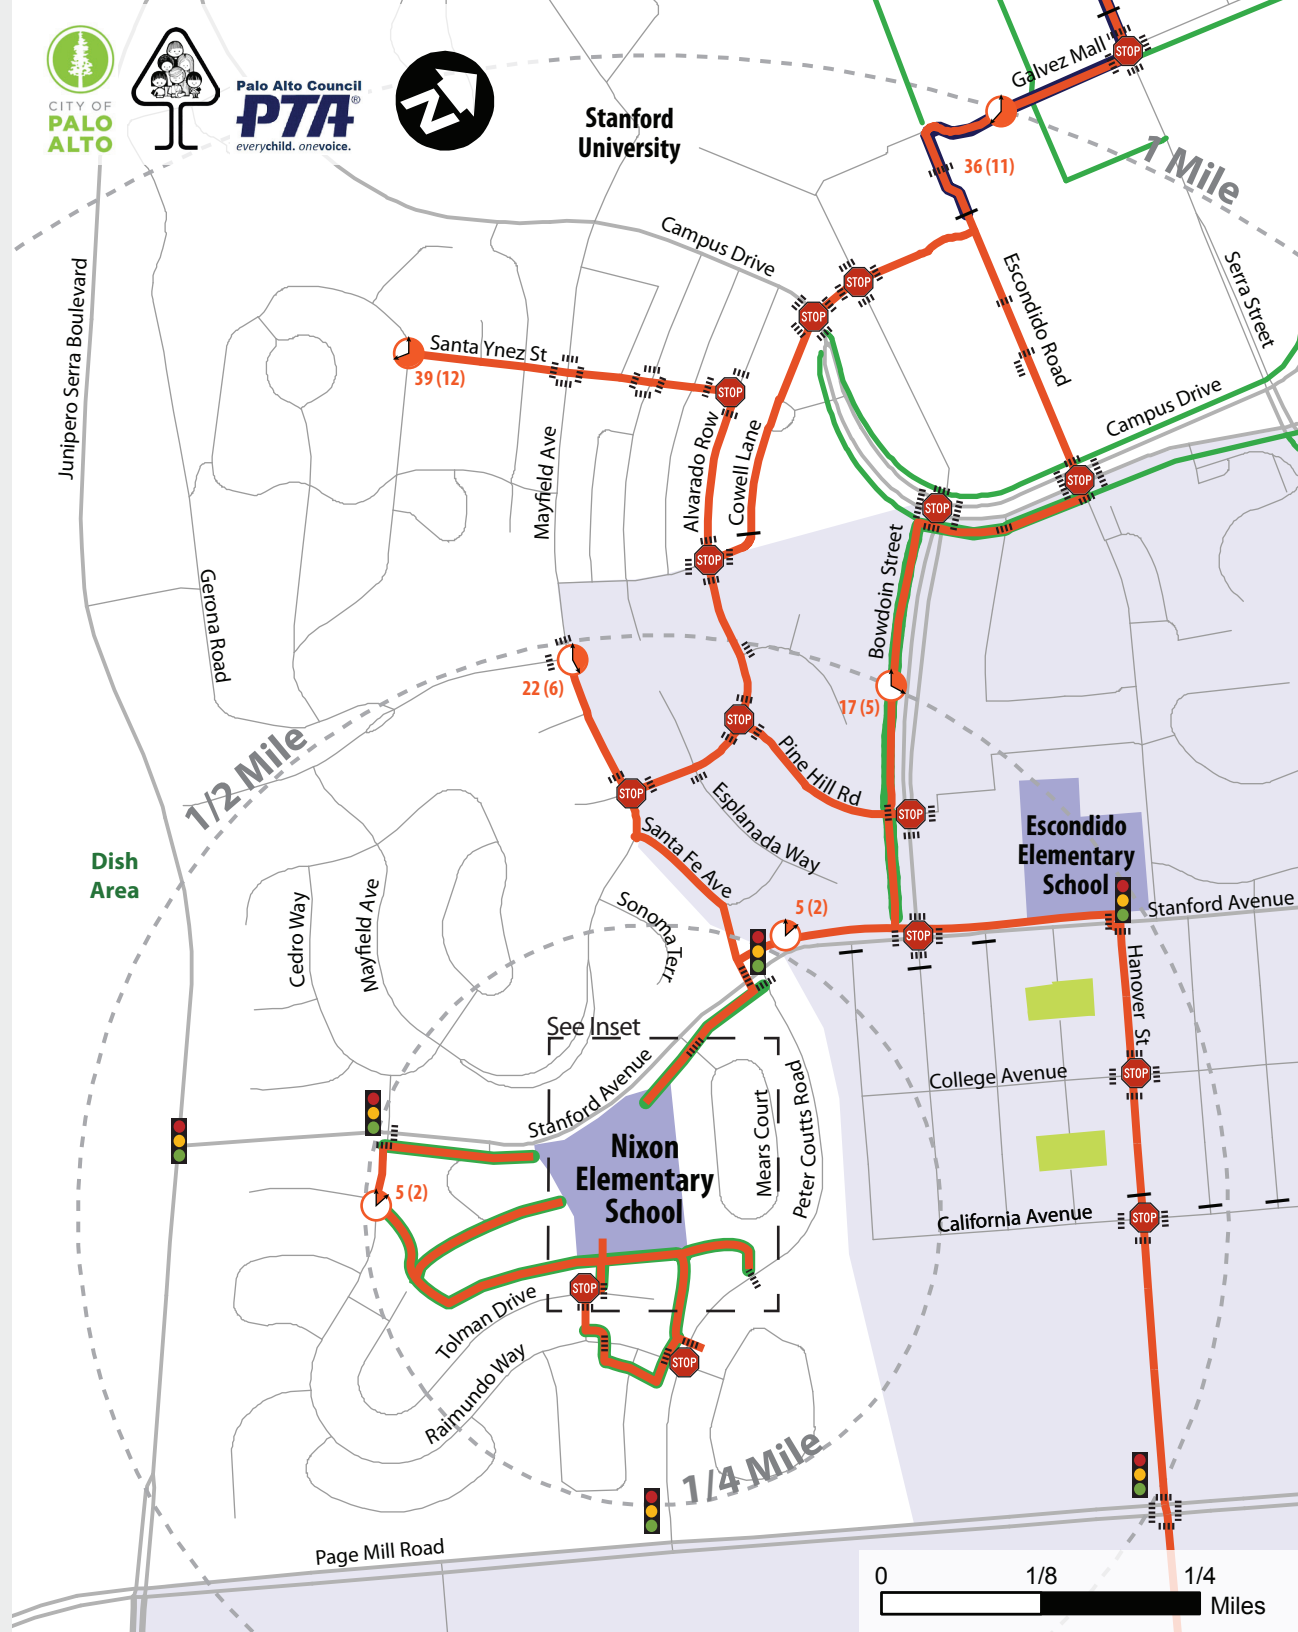 CITY OF
PALO
ALTO
Palo Alto Council
PTA®
everychild. onevoice.
N
Stanford
University
Galvez Mall
STOP
36 (11)
1 Mile
Campus Drive
STOP
STOP
Escondido Road
Serra Street
Junipero Serra Boulevard
Santa Ynez St
39 (12)
STOP
Campus Drive
Mayfield Ave
Alvarado Row
Cowell Lane
STOP
STOP
STOP
Bowdoin Street
Gerona Road
22 (6)
17 (5)
STOP
1/2 Mile
Pine Hill Rd
STOP
STOP
Esplanada Way
Santa Fe Ave
Escondido
Elementary
School
Dish
Area
Cedro Way
Mayfield Ave
Sonoma Terr
5 (2)
STOP
Stanford Avenue
Hanover St
See Inset
Stanford Avenue
College Avenue
STOP
Mears Court
Peter Coutts Road
Nixon
Elementary
School
5 (2)
California Avenue
STOP
STOP
Tolman Drive
STOP
Raimundo Way
1/4 Mile
Page Mill Road
0 1/8 1/4
Miles